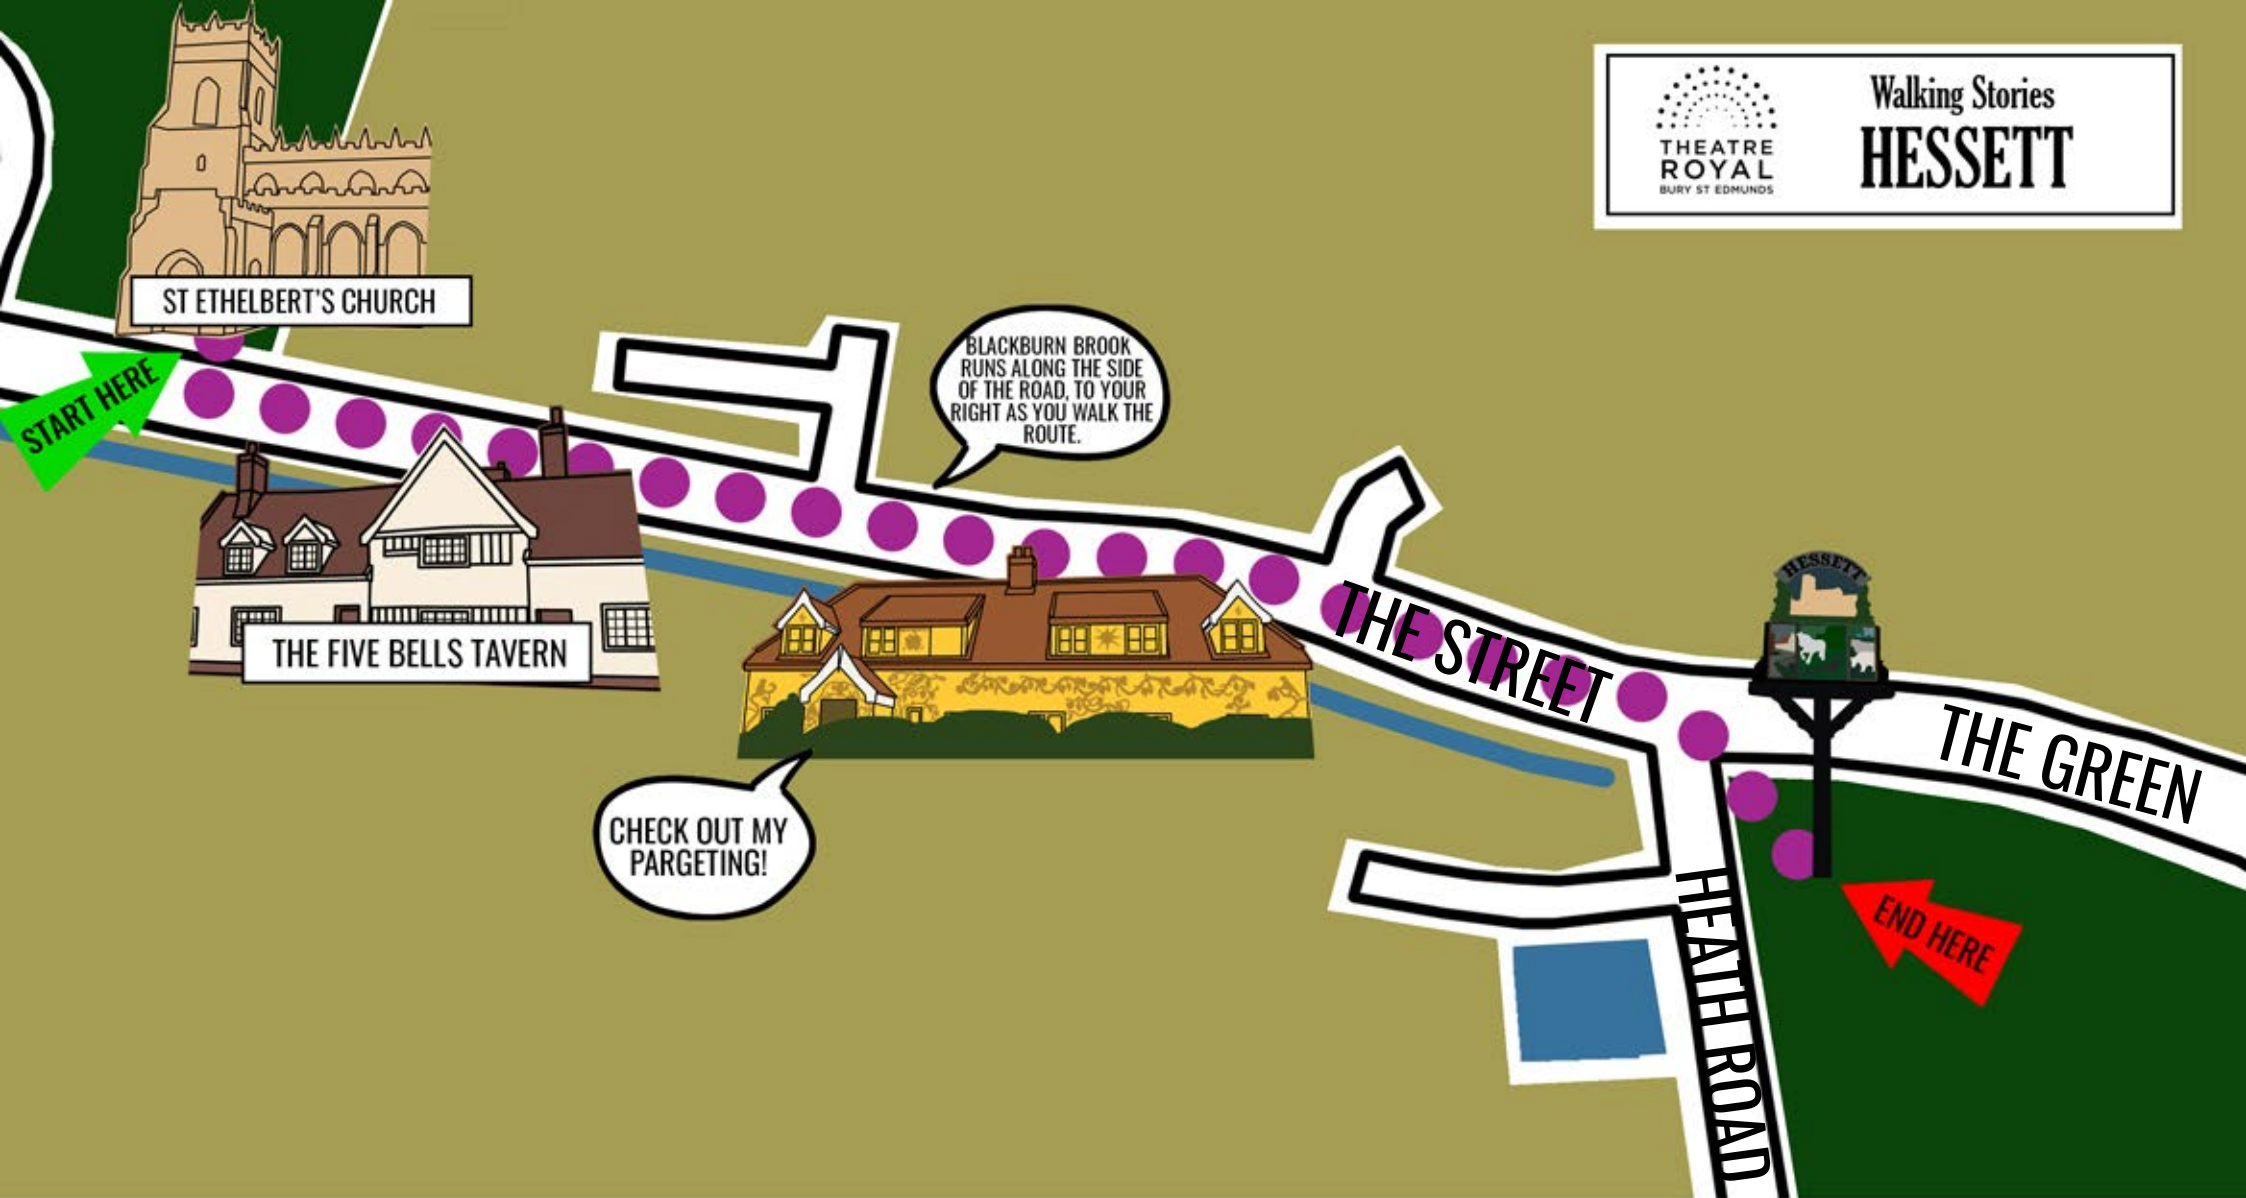 THEATRE
ROYAL
BURY ST EDMUNDS
Walking Stories
HESSETT
ST ETHELBERT'S CHURCH
START HERE
BLACKBURN BROOK
RUNS ALONG THE SIDE
OF THE ROAD, TO YOUR
RIGHT AS YOU WALK THE
ROUTE.
THE FIVE BELLS TAVERN
THE STREET
HESSETT
THE GREEN
CHECK OUT MY
PARGETING!
HEATH ROAD
END HERE